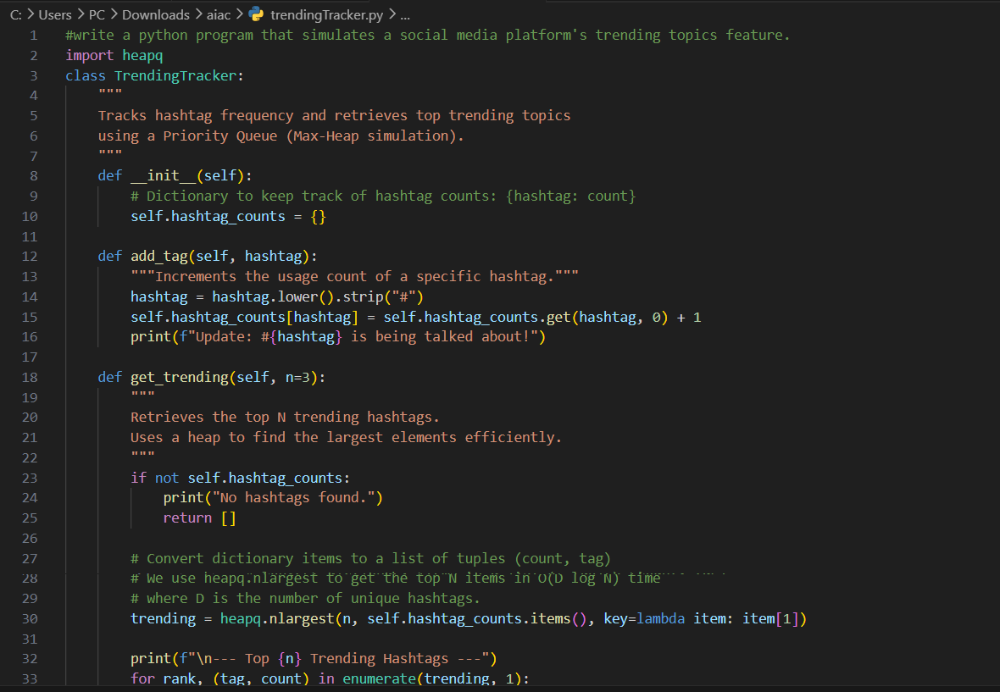 C: > Users > PC > Downloads > aiac > trendingTracker.py > ...
1 #write a python program that simulates a social media platform's trending topics feature.
2 import heapq
3 class TrendingTracker:
4     """
5     Tracks hashtag frequency and retrieves top trending topics
6     using a Priority Queue (Max-Heap simulation).
7     """
8     def __init__(self):
9         # Dictionary to keep track of hashtag counts: {hashtag: count}
10         self.hashtag_counts = {}
11
12     def add_tag(self, hashtag):
13         """Increments the usage count of a specific hashtag."""
14         hashtag = hashtag.lower().strip("#")
15         self.hashtag_counts[hashtag] = self.hashtag_counts.get(hashtag, 0) + 1
16         print(f"Update: #{hashtag} is being talked about!")
17
18     def get_trending(self, n=3):
19         """
20         Retrieves the top N trending hashtags.
21         Uses a heap to find the largest elements efficiently.
22         """
23         if not self.hashtag_counts:
24             print("No hashtags found.")
25             return []
26
27         # Convert dictionary items to a list of tuples (count, tag)
28         # We use heapq.nlargest to get the top N items in O(D log N) time
29         # where D is the number of unique hashtags.
30         trending = heapq.nlargest(n, self.hashtag_counts.items(), key=lambda item: item[1])
31
32         print(f"\n--- Top {n} Trending Hashtags ---")
33         for rank, (tag, count) in enumerate(trending, 1):